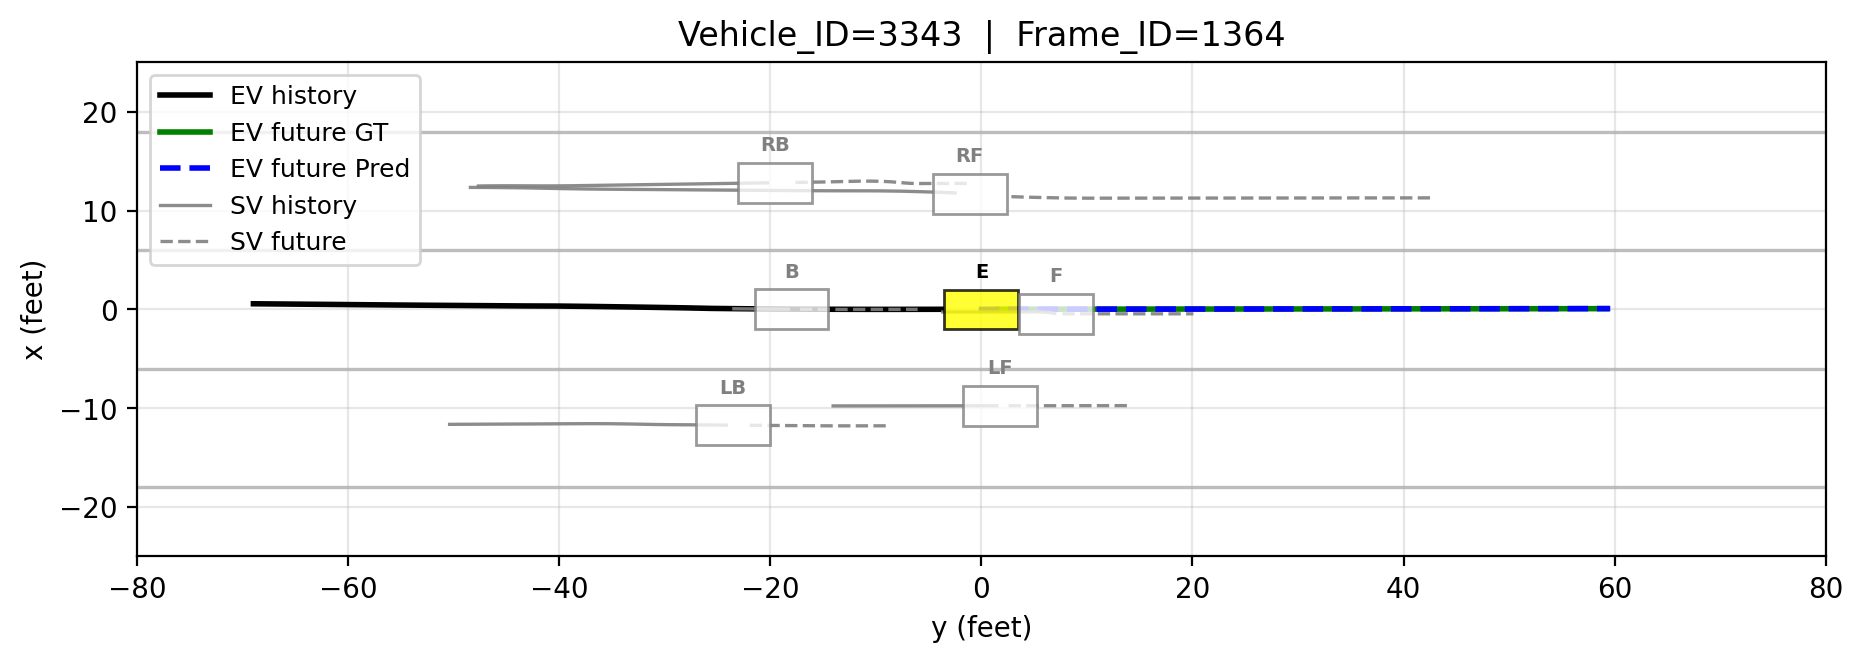 Vehicle_ID=3343 | Frame_ID=1364
EV history
EV future GT
EV future Pred
SV history
SV future
RB
RF
B
E
F
LB
LF
20
10
0
−10
−20
x (feet)
−80
−60
−40
−20
0
20
40
60
80
y (feet)